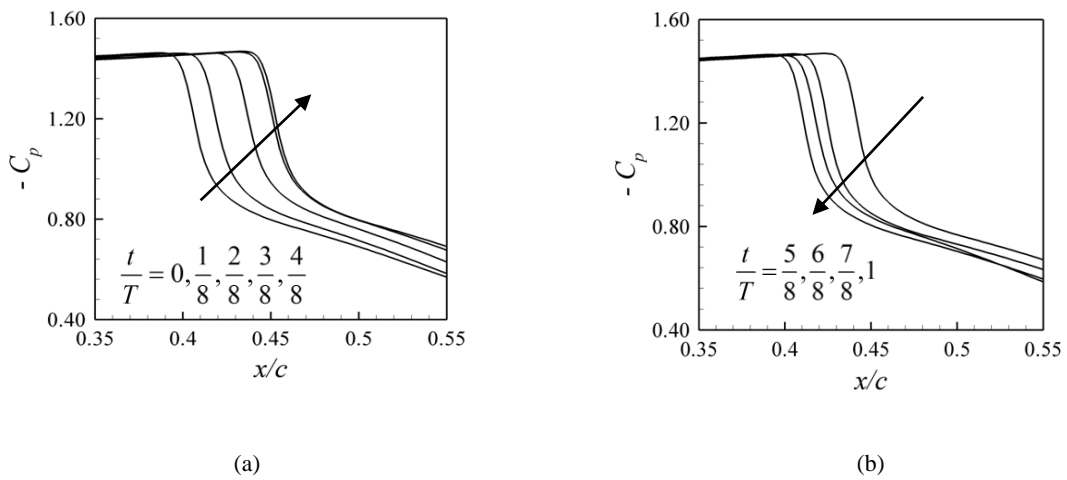 1.60
1.20
0.80
0.40
- C_p
t/T = 0, 1/8, 2/8, 3/8, 4/8
0.35 0.4 0.45 0.5 0.55
x/c
(a)
1.60
1.20
0.80
0.40
- C_p
t/T = 5/8, 6/8, 7/8, 1
0.35 0.4 0.45 0.5 0.55
x/c
(b)